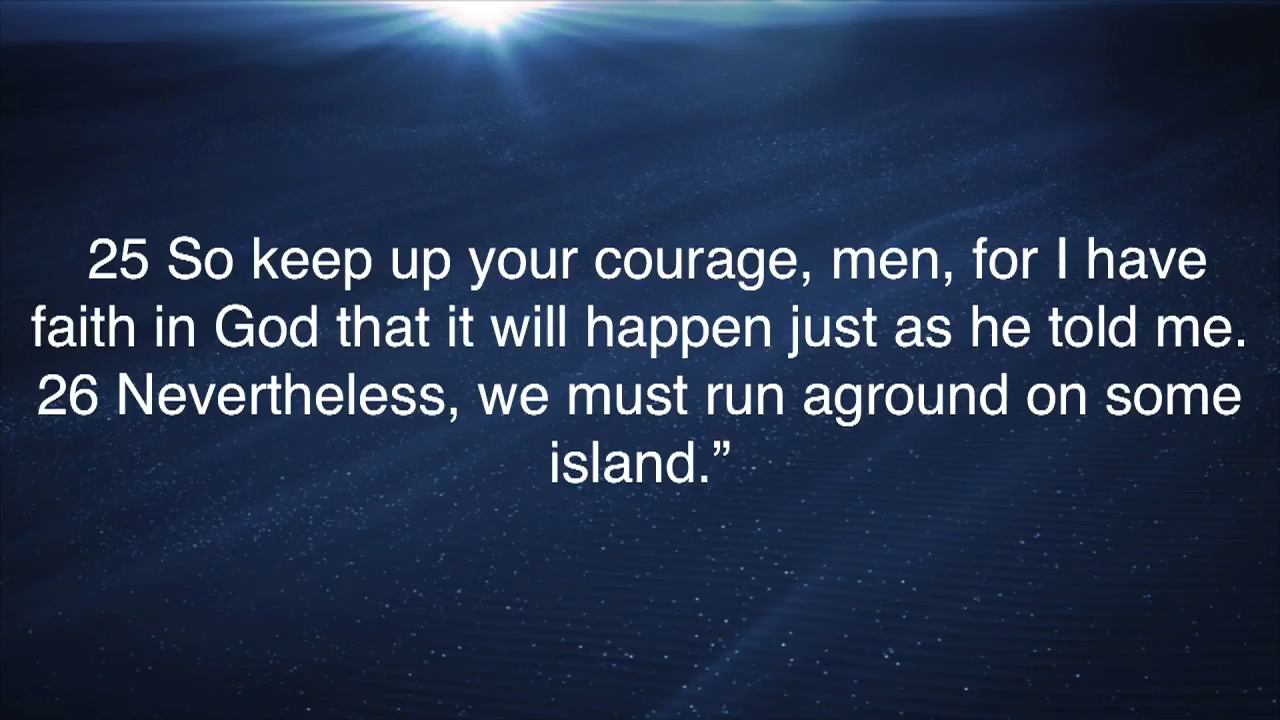 25 So keep up your courage, men, for I have
faith in God that it will happen just as he told me.
26 Nevertheless, we must run aground on some
island.”